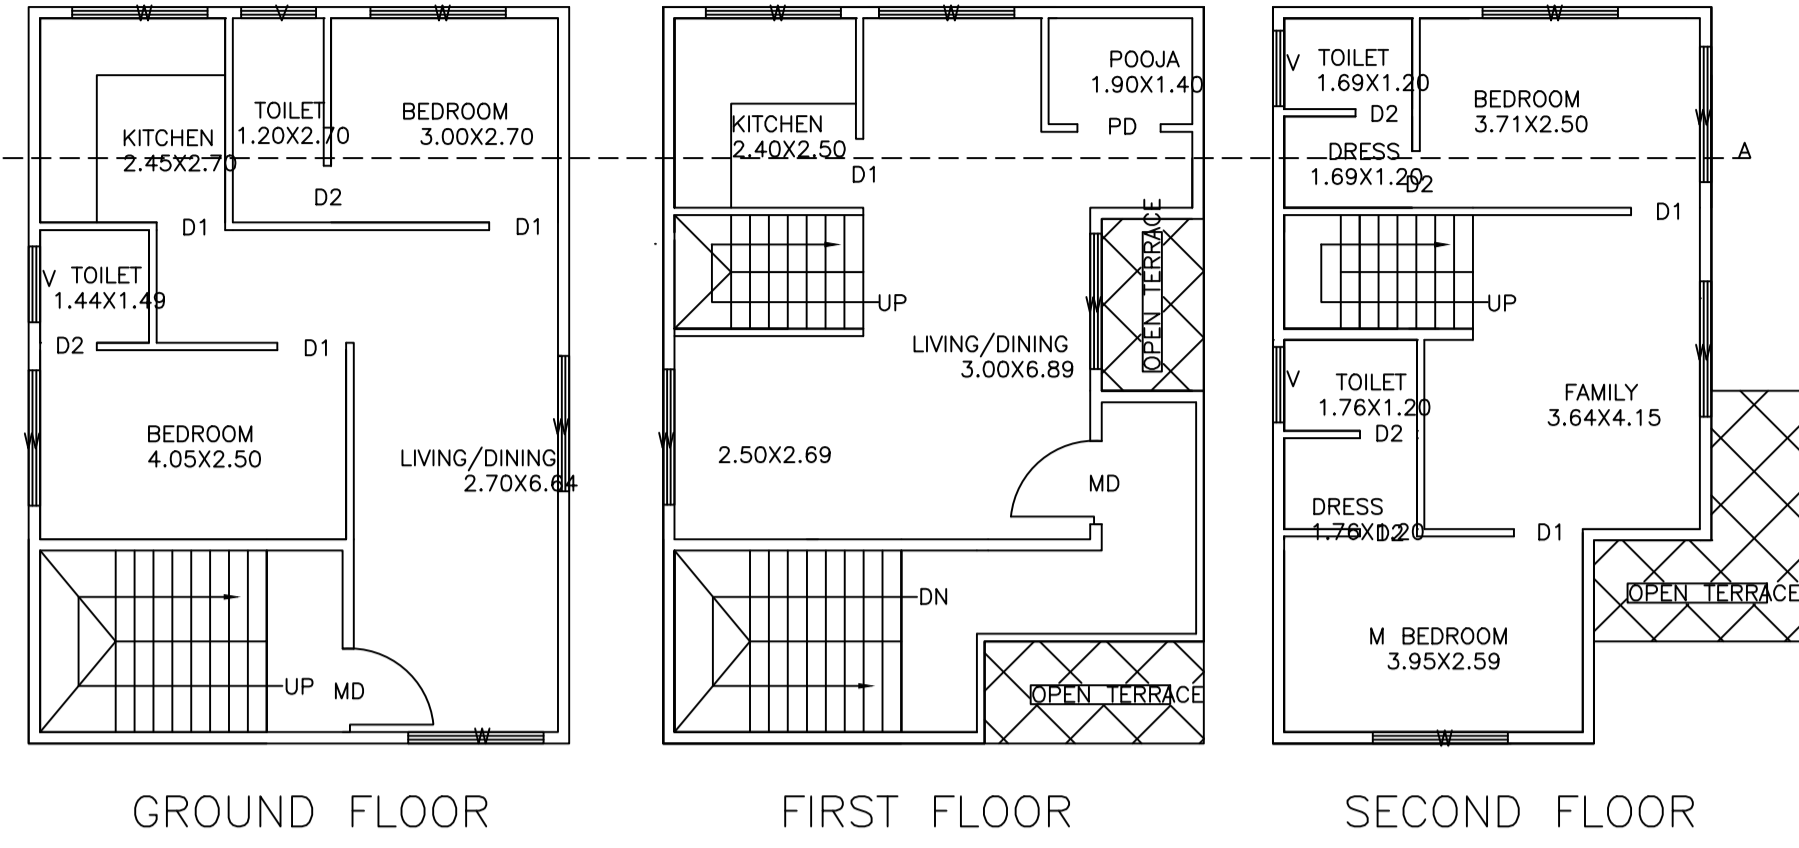 W
V
W
KITCHEN
2.45X2.70
TOILET
1.20X2.70
BEDROOM
3.00X2.70
D2
D1
D1
V TOILET
1.44X1.49
D2
D1
W
BEDROOM
4.05X2.50
W
LIVING/DINING
2.70X6.64
UP
MD
W
GROUND FLOOR
W
W
POOJA
1.90X1.40
PD
KITCHEN
2.40X2.50
D1
UP
OPEN TERRACE
W
LIVING/DINING
3.00X6.89
W
2.50X2.69
MD
DN
OPEN TERRACE
FIRST FLOOR
W
V
TOILET
1.69X1.20
D2
BEDROOM
3.71X2.50
W
DRESS
1.69X1.20
D2
A
D1
UP
W
V
TOILET
1.76X1.20
D2
FAMILY
3.64X4.15
DRESS
1.76X1.20
D2
D1
OPEN TERRACE
M BEDROOM
3.95X2.59
W
SECOND FLOOR